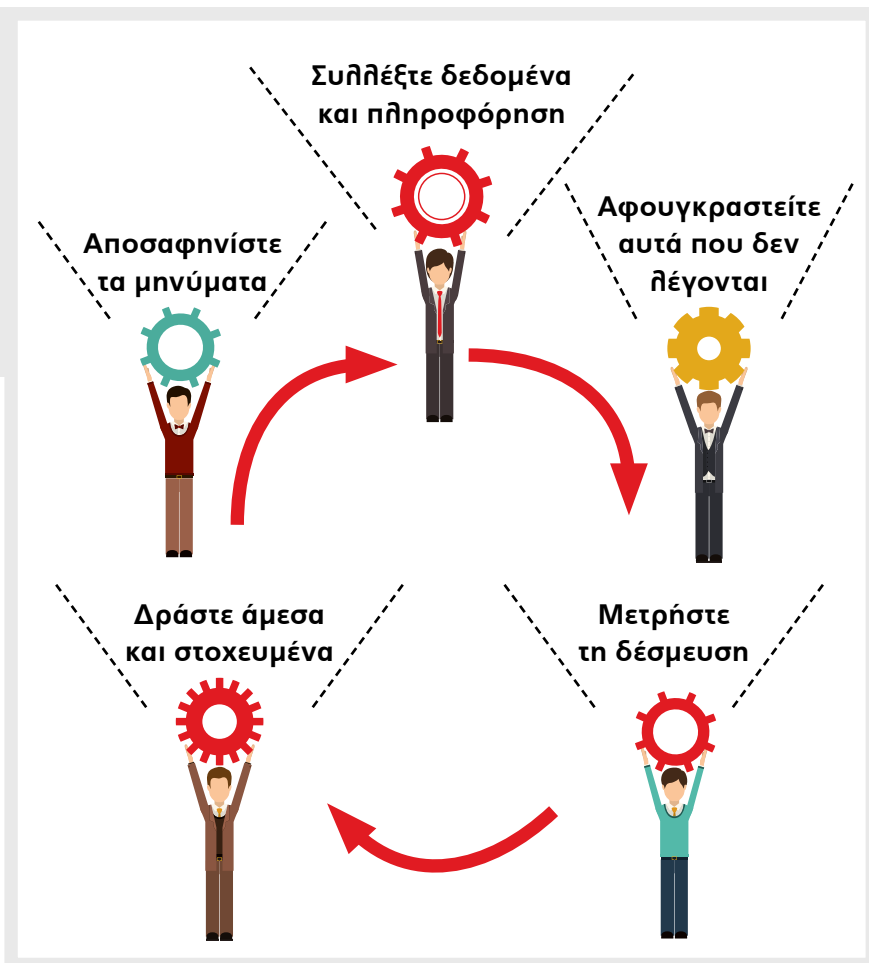 Συλλέξτε δεδομένα
και πληροφόρηση
Αφουγκραστείτε
αυτά που δεν
λέγονται
Μετρήστε
τη δέσμευση
Δράστε άμεσα
και στοχευμένα
Αποσαφηνίστε
τα μηνύματα